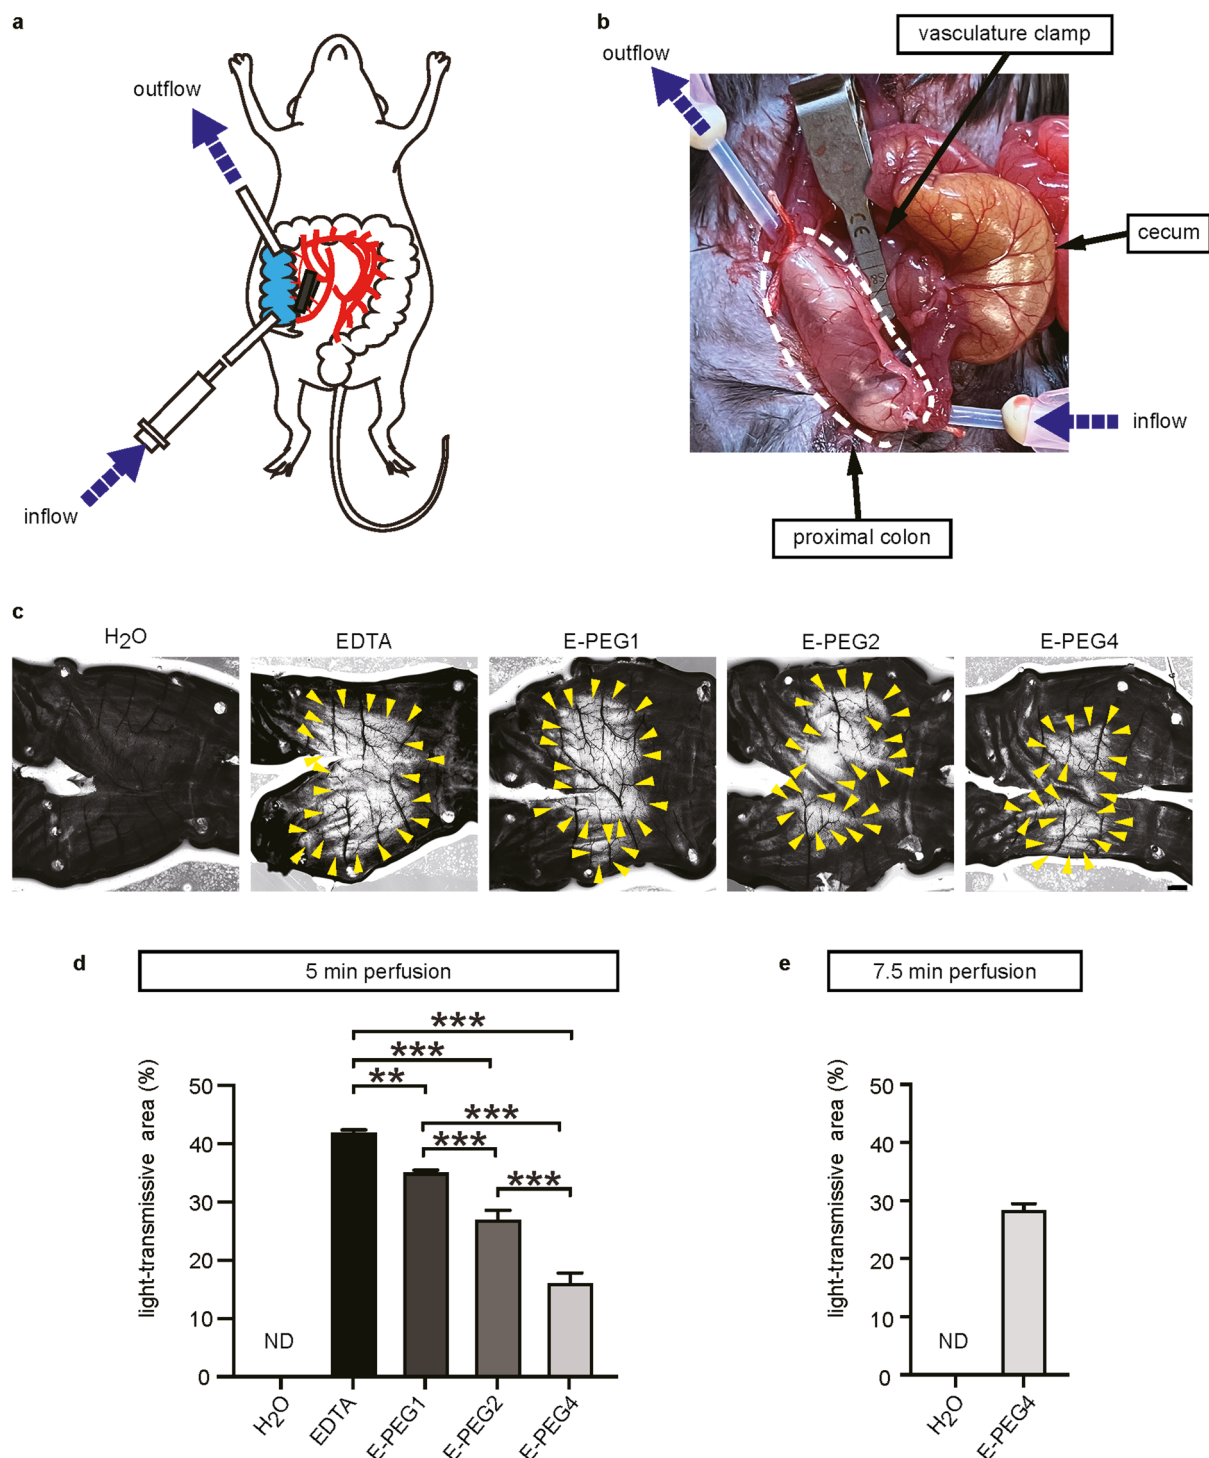 a
outflow
inflow
b
vasculature clamp
outflow
cecum
CE
inflow
proximal colon
c
H2O
EDTA
E-PEG1
E-PEG2
E-PEG4
d
5 min perfusion
***
***
**
***
***
***
light-transmissive area (%)
50
40
30
20
10
0
ND
H2O
EDTA
E-PEG1
E-PEG2
E-PEG4
e
7.5 min perfusion
light-transmissive area (%)
50
40
30
20
10
0
ND
H2O
E-PEG4